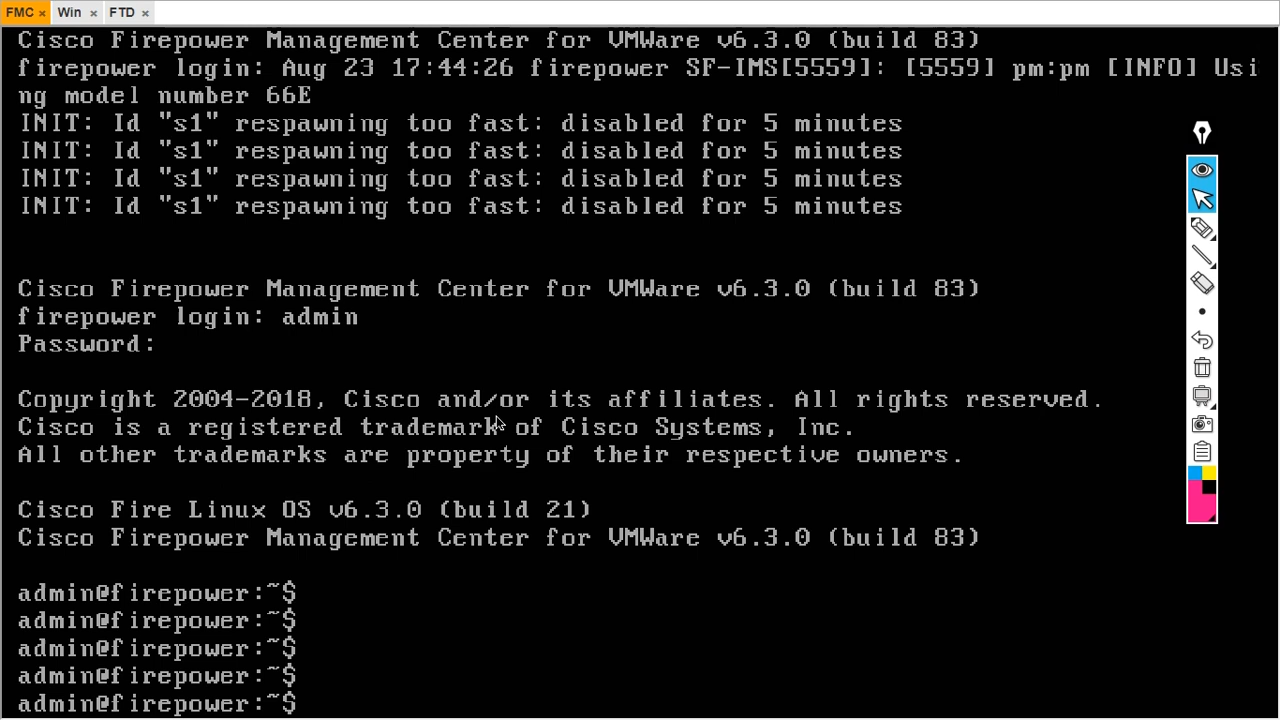 FMC × Win × FTD ×
Cisco Firepower Management Center for VMWare v6.3.0 (build 83)
firepower login: Aug 23 17:44:26 firepower SF-IMS[5559]: [5559] pm:pm [INFO] Usi
ng model number 66E
INIT: Id "s1" respawning too fast: disabled for 5 minutes
INIT: Id "s1" respawning too fast: disabled for 5 minutes
INIT: Id "s1" respawning too fast: disabled for 5 minutes
INIT: Id "s1" respawning too fast: disabled for 5 minutes
Cisco Firepower Management Center for VMWare v6.3.0 (build 83)
firepower login: admin
Password:
Copyright 2004-2018, Cisco and/or its affiliates. All rights reserved.
Cisco is a registered trademark of Cisco Systems, Inc.
All other trademarks are property of their respective owners.
Cisco Fire Linux OS v6.3.0 (build 21)
Cisco Firepower Management Center for VMWare v6.3.0 (build 83)
admin@firepower:~$
admin@firepower:~$
admin@firepower:~$
admin@firepower:~$
admin@firepower:~$